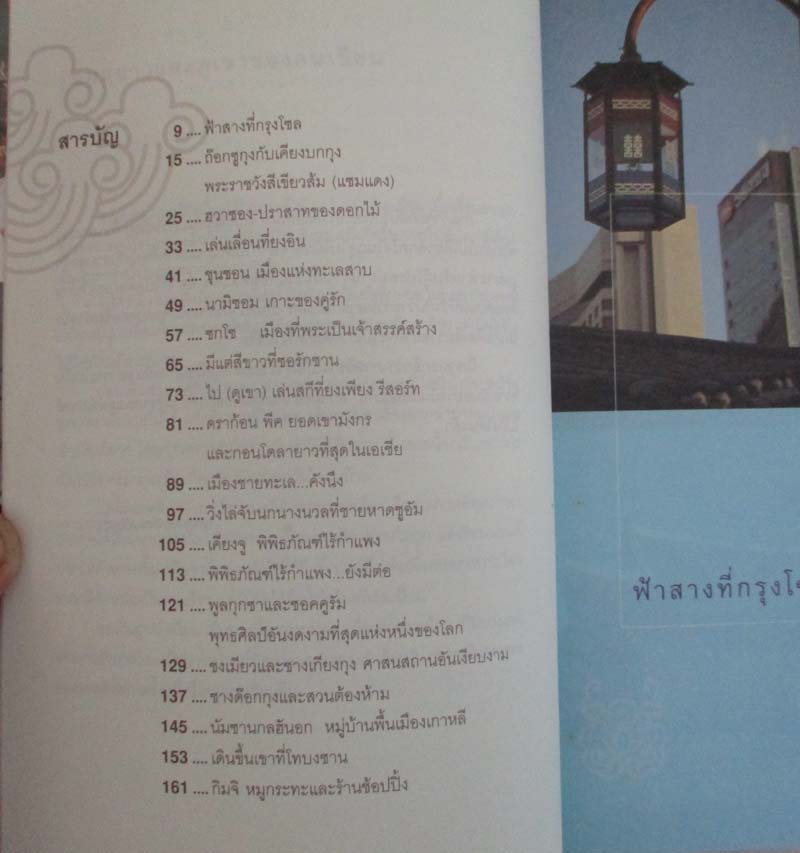 สารบัญ
9 .... ฟ้าสางที่กรุงโซล
15 .... ถ๊อกซูกุงกับเคียงบกกุง
พระราชวังสีเขียวส้ม (แซมแดง)
25 .... ฮวาซอง-ปราสาทของดอกไม้
33 .... เล่นเลื่อนที่ยงอิน
41 .... ชุนชอน เมืองแห่งทะเลสาบ
49 .... นามิซอม เกาะของคู่รัก
57 .... ซกโช เมืองที่พระเป็นเจ้าสรรค์สร้าง
65 .... มีแต่สีขาวที่ซอรักซาน
73 .... ไป (ดูเขา) เล่นสกีที่ยงเพียง รีสอร์ท
81 .... ดราก้อน พีค ยอดเขามังกร
และกอนโดลายาวที่สุดในเอเชีย
89 .... เมืองชายทะเล...คังนึง
97 .... วิ่งไล่จับนกนางนวลที่ชายหาดซูอัม
105 .... เคียงจู พิพิธภัณฑ์ไร้กำแพง
113 .... พิพิธภัณฑ์ไร้กำแพง...ยังมีต่อ
121 .... พูลกุกซาและซอคคูรัม
พุทธศิลป์อันงดงามที่สุดแห่งหนึ่งของโลก
129 .... ชงเมียวและชางเกียงกุง ศาสนสถานอันเงียบงาม
137 .... ชางด๊อกกุงและสวนต้องห้าม
145 .... นัมซานกลฮันอก หมู่บ้านพื้นเมืองเกาหลี
153 .... เดินขึ้นเขาที่โทบงซาน
161 .... กิมจิ หมูกระทะและร้านช้อปปิ้ง
ฟ้าสางที่กรุงโซ